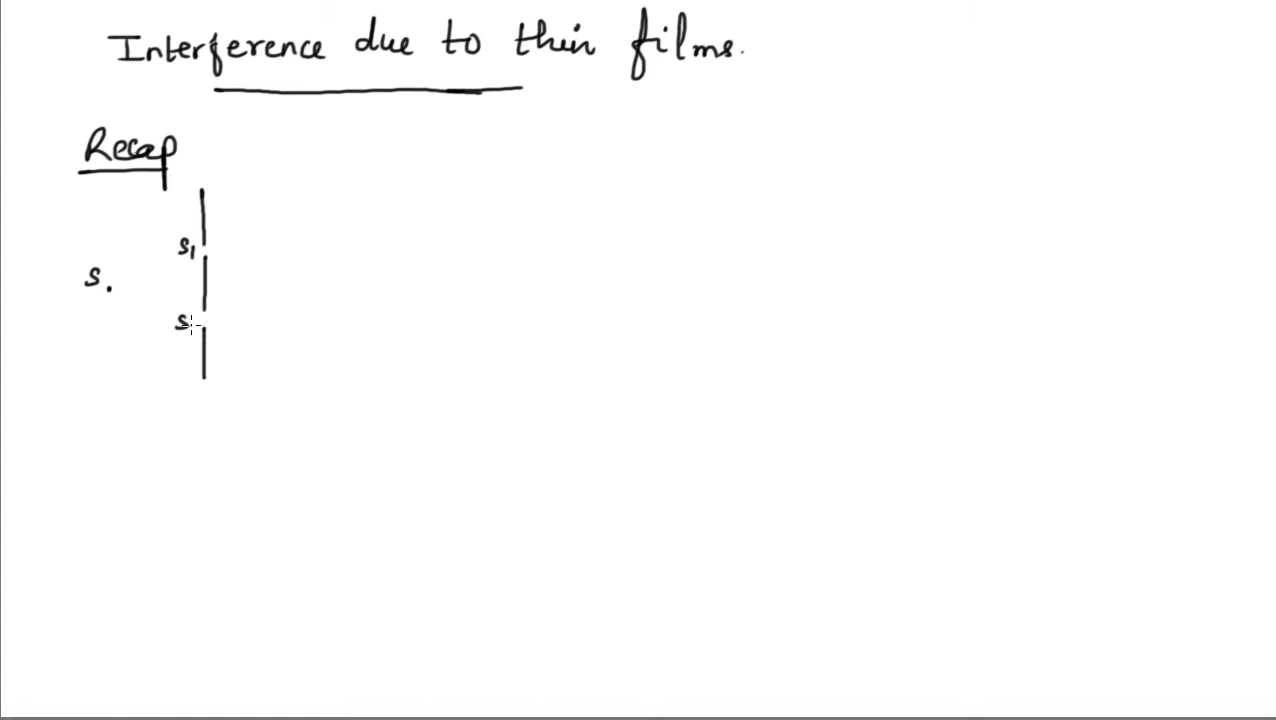 Interference due to thin films.
Recap
S1
S.
S